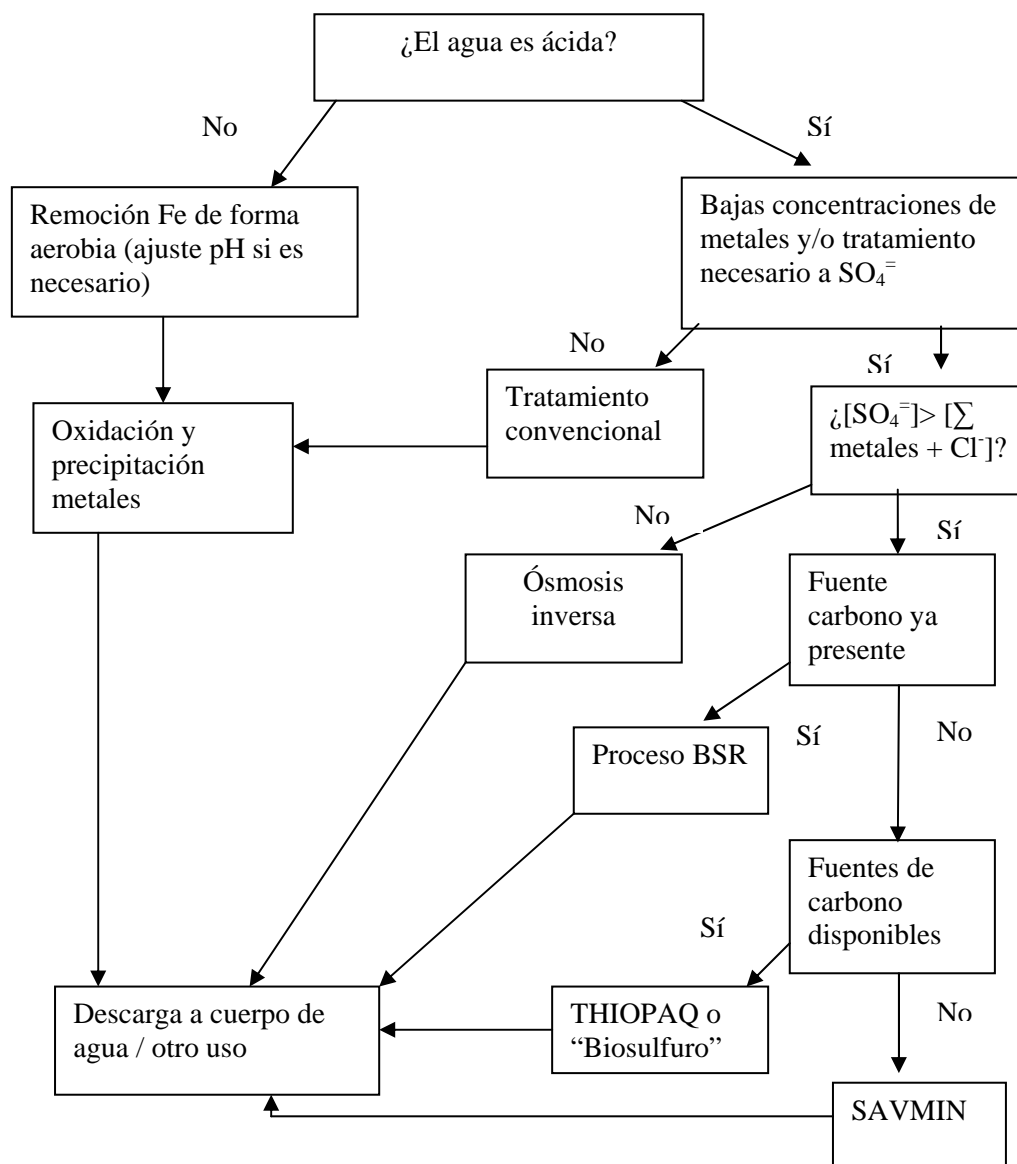 ¿El agua es ácida?
No
Sí
Remoción Fe de forma
aerobia (ajuste pH si es
necesario)
Bajas concentraciones de
metales y/o tratamiento
necesario a SO₄⁼
No
Sí
Tratamiento
convencional
Oxidación y
precipitación
metales
¿[SO₄⁼]> [∑
metales + Cl⁻]?
No
Sí
Ósmosis
inversa
Fuente
carbono ya
presente
Sí
No
Proceso BSR
Fuentes de
carbono
disponibles
Sí
No
Descarga a cuerpo de
agua / otro uso
THIOPAQ o
“Biosulfuro”
SAVMIN